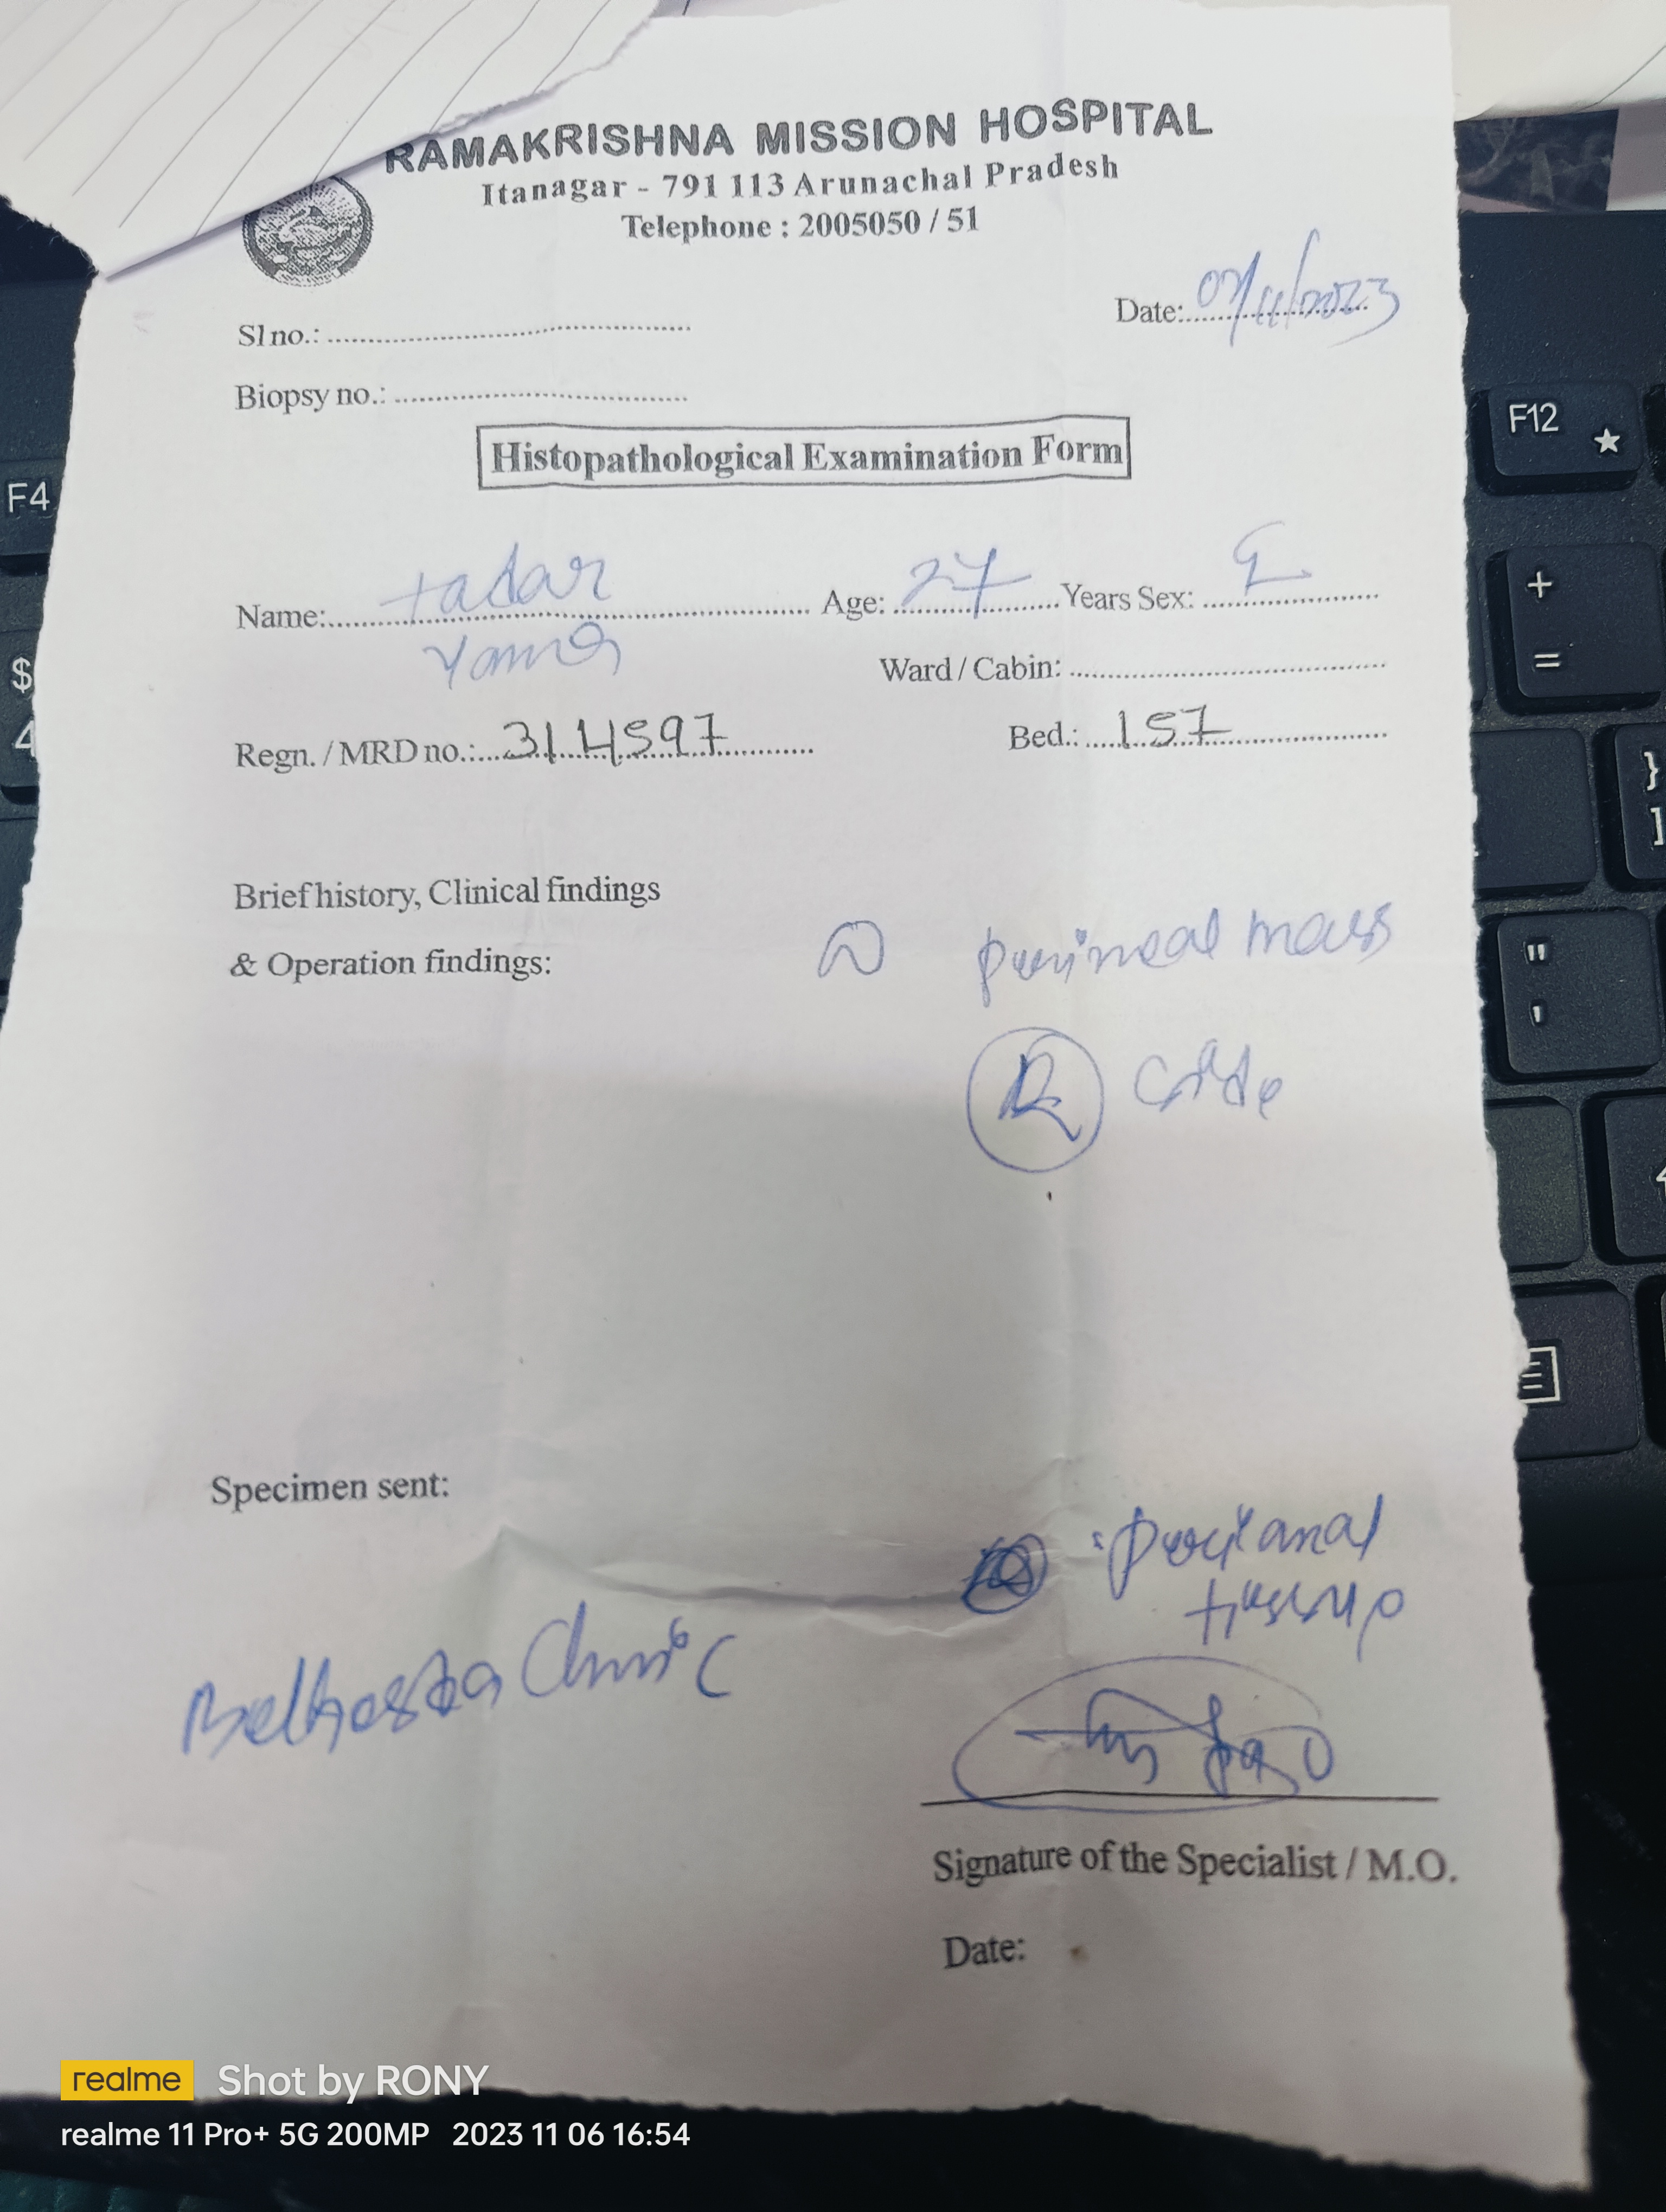 RAMAKRISHNA MISSION HOSPITAL
Itanagar - 791 113 Arunachal Pradesh
Telephone : 2005050 / 51
Date:
Sl no.:
Biopsy no.:
Histopathological Examination Form
Name: tadar Age: 27 Years Sex:
Ward / Cabin:
Regn. / MRD no.: 314597 Bed.: 157
Brief history, Clinical findings
& Operation findings: perineal mass
R side
Specimen sent:
perianal
tissue
Clinic
Signature of the Specialist / M.O.
Date:
realme Shot by RONY
realme 11 Pro+ 5G 200MP 2023 11 06 16:54
F4
$
4
F12
+
=
}
]
"
'